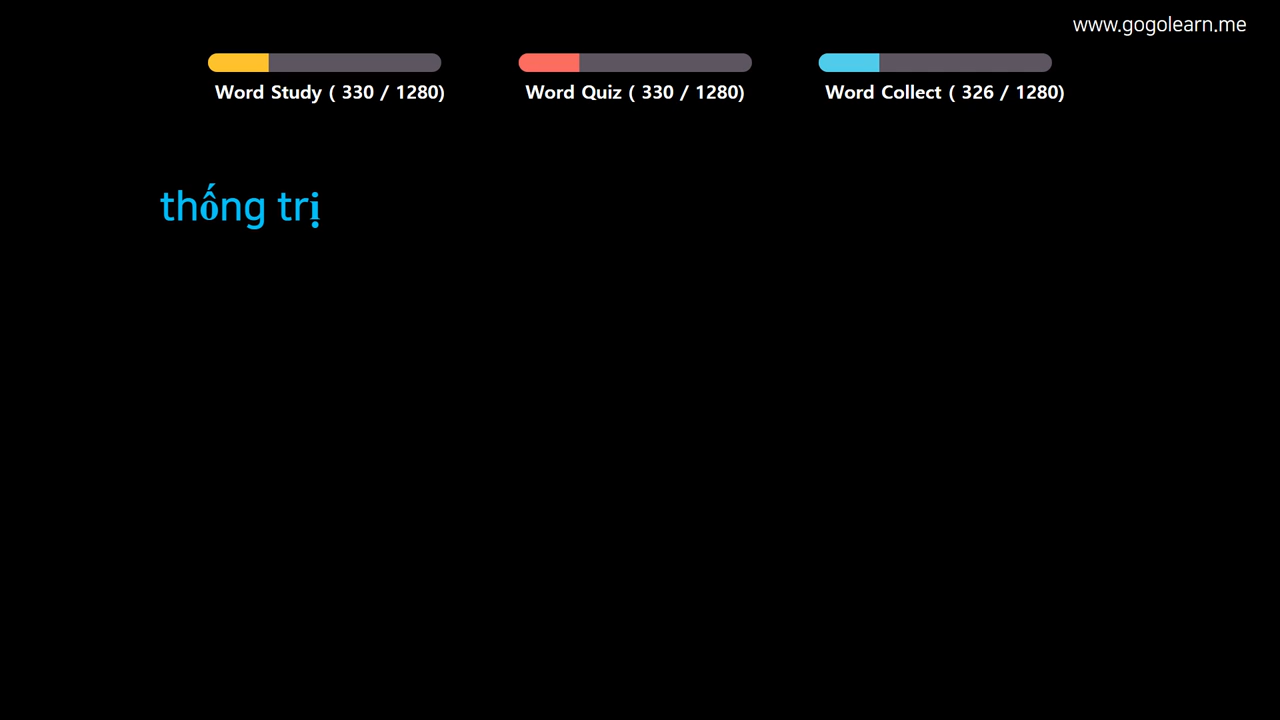 www.gogolearn.me
Word Study ( 330 / 1280)
Word Quiz ( 330 / 1280)
Word Collect ( 326 / 1280)
thống trị